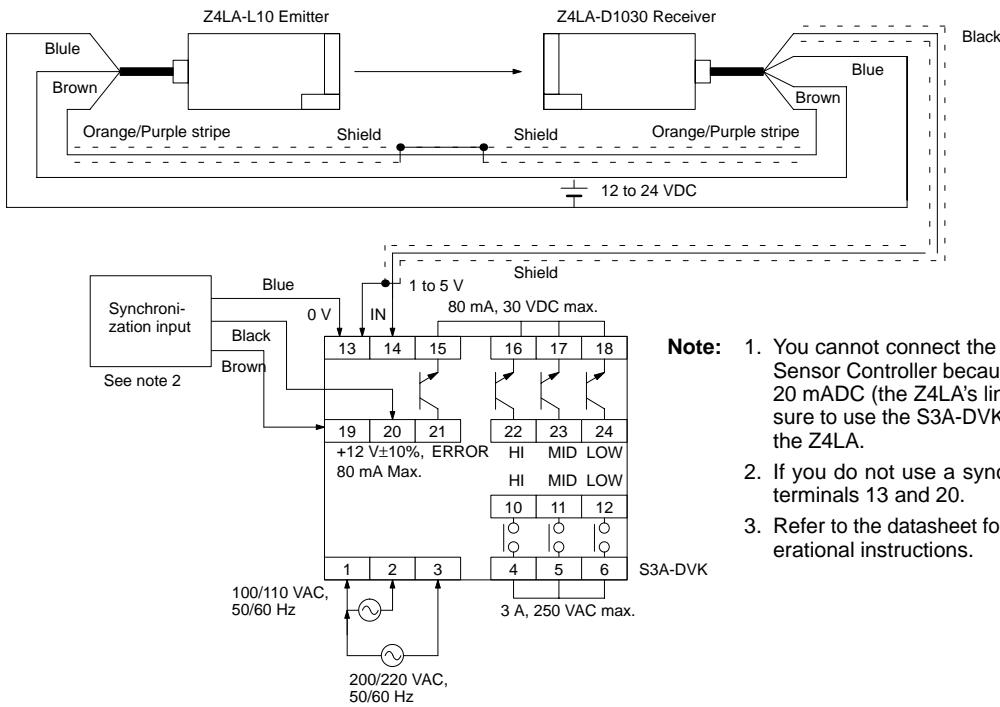 Z4LA-L10 Emitter
Z4LA-D1030 Receiver
Black
Blule
Blue
Brown
Brown
Orange/Purple stripe
Shield
Shield
Orange/Purple stripe
12 to 24 VDC
Shield
Synchroni-
zation input
See note 2
Blue
Black
Brown
0 V
IN
1 to 5 V
80 mA, 30 VDC max.
13 14 15 16 17 18
19 20 21 22 23 24
+12 V±10%, ERROR HI MID LOW
80 mA Max.
HI MID LOW
10 11 12
1 2 3 4 5 6
S3A-DVK
100/110 VAC,
50/60 Hz
3 A, 250 VAC max.
200/220 VAC,
50/60 Hz
Note: 1. You cannot connect the
Sensor Controller becau
20 mADC (the Z4LA's lin
sure to use the S3A-DVK
the Z4LA.
2. If you do not use a sync
terminals 13 and 20.
3. Refer to the datasheet fo
erational instructions.